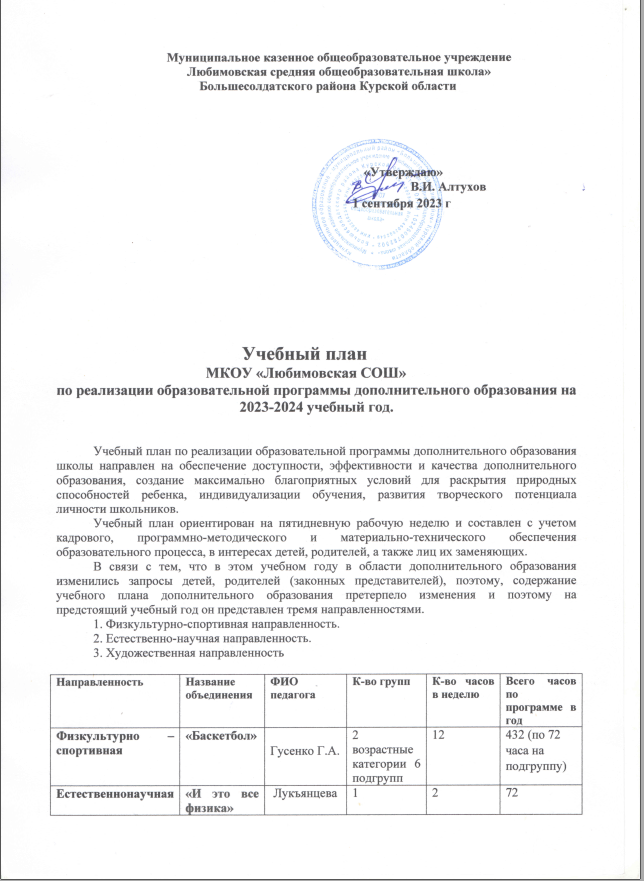 Муниципальное казенное общеобразовательное учреждение
Любимовская средняя общеобразовательная школа»
Большесолдатского района Курской области
«Утверждаю»
В.И. Алтухов
1 сентября 2023 г
Учебный план
МКОУ «Любимовская СОШ»
по реализации образовательной программы дополнительного образования на
2023-2024 учебный год.
Учебный план по реализации образовательной программы дополнительного образования
школы направлен на обеспечение доступности, эффективности и качества дополнительного
образования, создание максимально благоприятных условий для раскрытия природных
способностей ребенка, индивидуализации обучения, развития творческого потенциала
личности школьников.
Учебный план ориентирован на пятидневную рабочую неделю и составлен с учетом
кадрового, программно-методического и материально-технического обеспечения
образовательного процесса, в интересах детей, родителей, а также лиц их заменяющих.
В связи с тем, что в этом учебном году в области дополнительного образования
изменились запросы детей, родителей (законных представителей), поэтому, содержание
учебного плана дополнительного образования претерпело изменения и поэтому на
предстоящий учебный год он представлен тремя направленностями.
1. Физкультурно-спортивная направленность.
2. Естественно-научная направленность.
3. Художественная направленность
Направленность
Название
объединения
ФИО
педагога
К-во групп
К-во часов
в неделю
Всего часов
по
программе в
год
Физкультурно –
спортивная
«Баскетбол»
Гусенко Г.А.
2
возрастные
категории 6
подгрупп
12
432 (по 72
часа на
подгруппу)
Естественнонаучная
«И это все
физика»
Лукъянцева
1
2
72